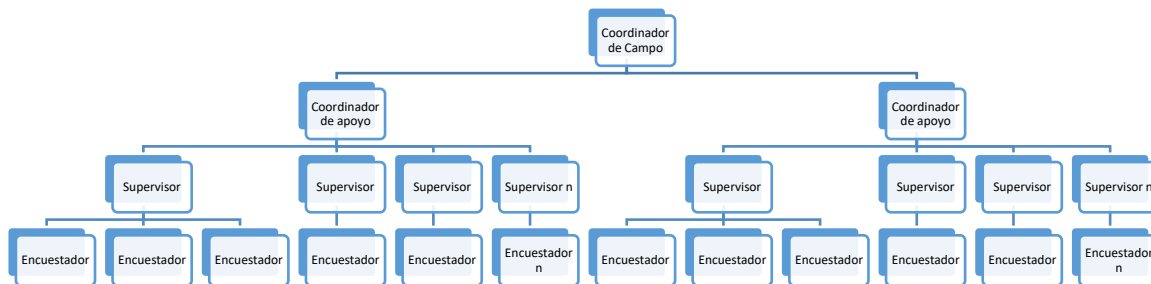 Coordinador
de Campo
Coordinador
de apoyo
Coordinador
de apoyo
Supervisor
Supervisor
Supervisor
Supervisor n
Supervisor
Supervisor
Supervisor
Supervisor n
Encuestador
Encuestador
Encuestador
Encuestador
Encuestador
Encuestador
n
Encuestador
Encuestador
Encuestador
Encuestador
Encuestador
Encuestador
n